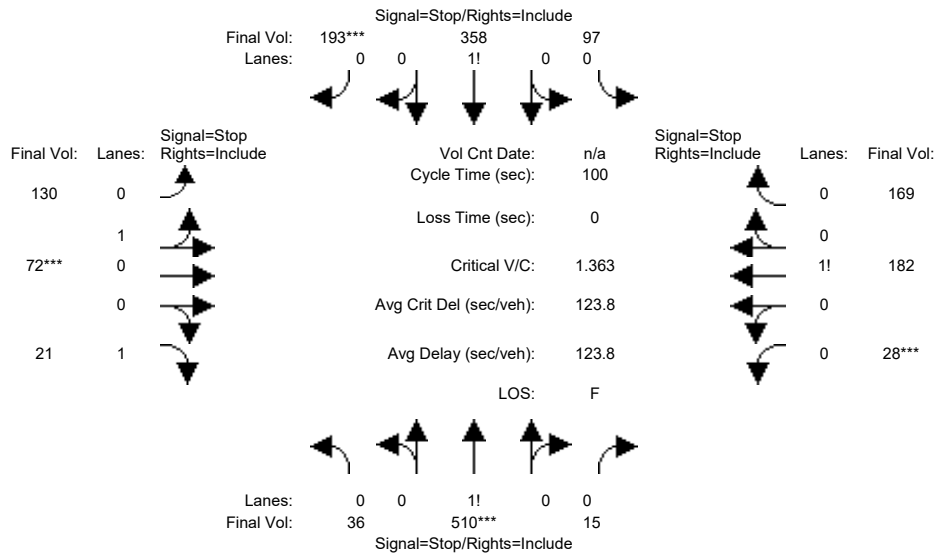 Signal=Stop/Rights=Include
Final Vol: 193*** 358 97
Lanes: 0 0 1! 0 0
Signal=Stop Signal=Stop
Final Vol: Lanes: Rights=Include Vol Cnt Date: n/a Rights=Include Lanes: Final Vol:
Cycle Time (sec): 100
130 0 0 169
Loss Time (sec): 0
1 0
72*** 0 Critical V/C: 1.363 1! 182
0 Avg Crit Del (sec/veh): 123.8 0
21 1 Avg Delay (sec/veh): 123.8 0 28***
LOS: F
Lanes: 0 0 1! 0 0
Final Vol: 36 510*** 15
Signal=Stop/Rights=Include